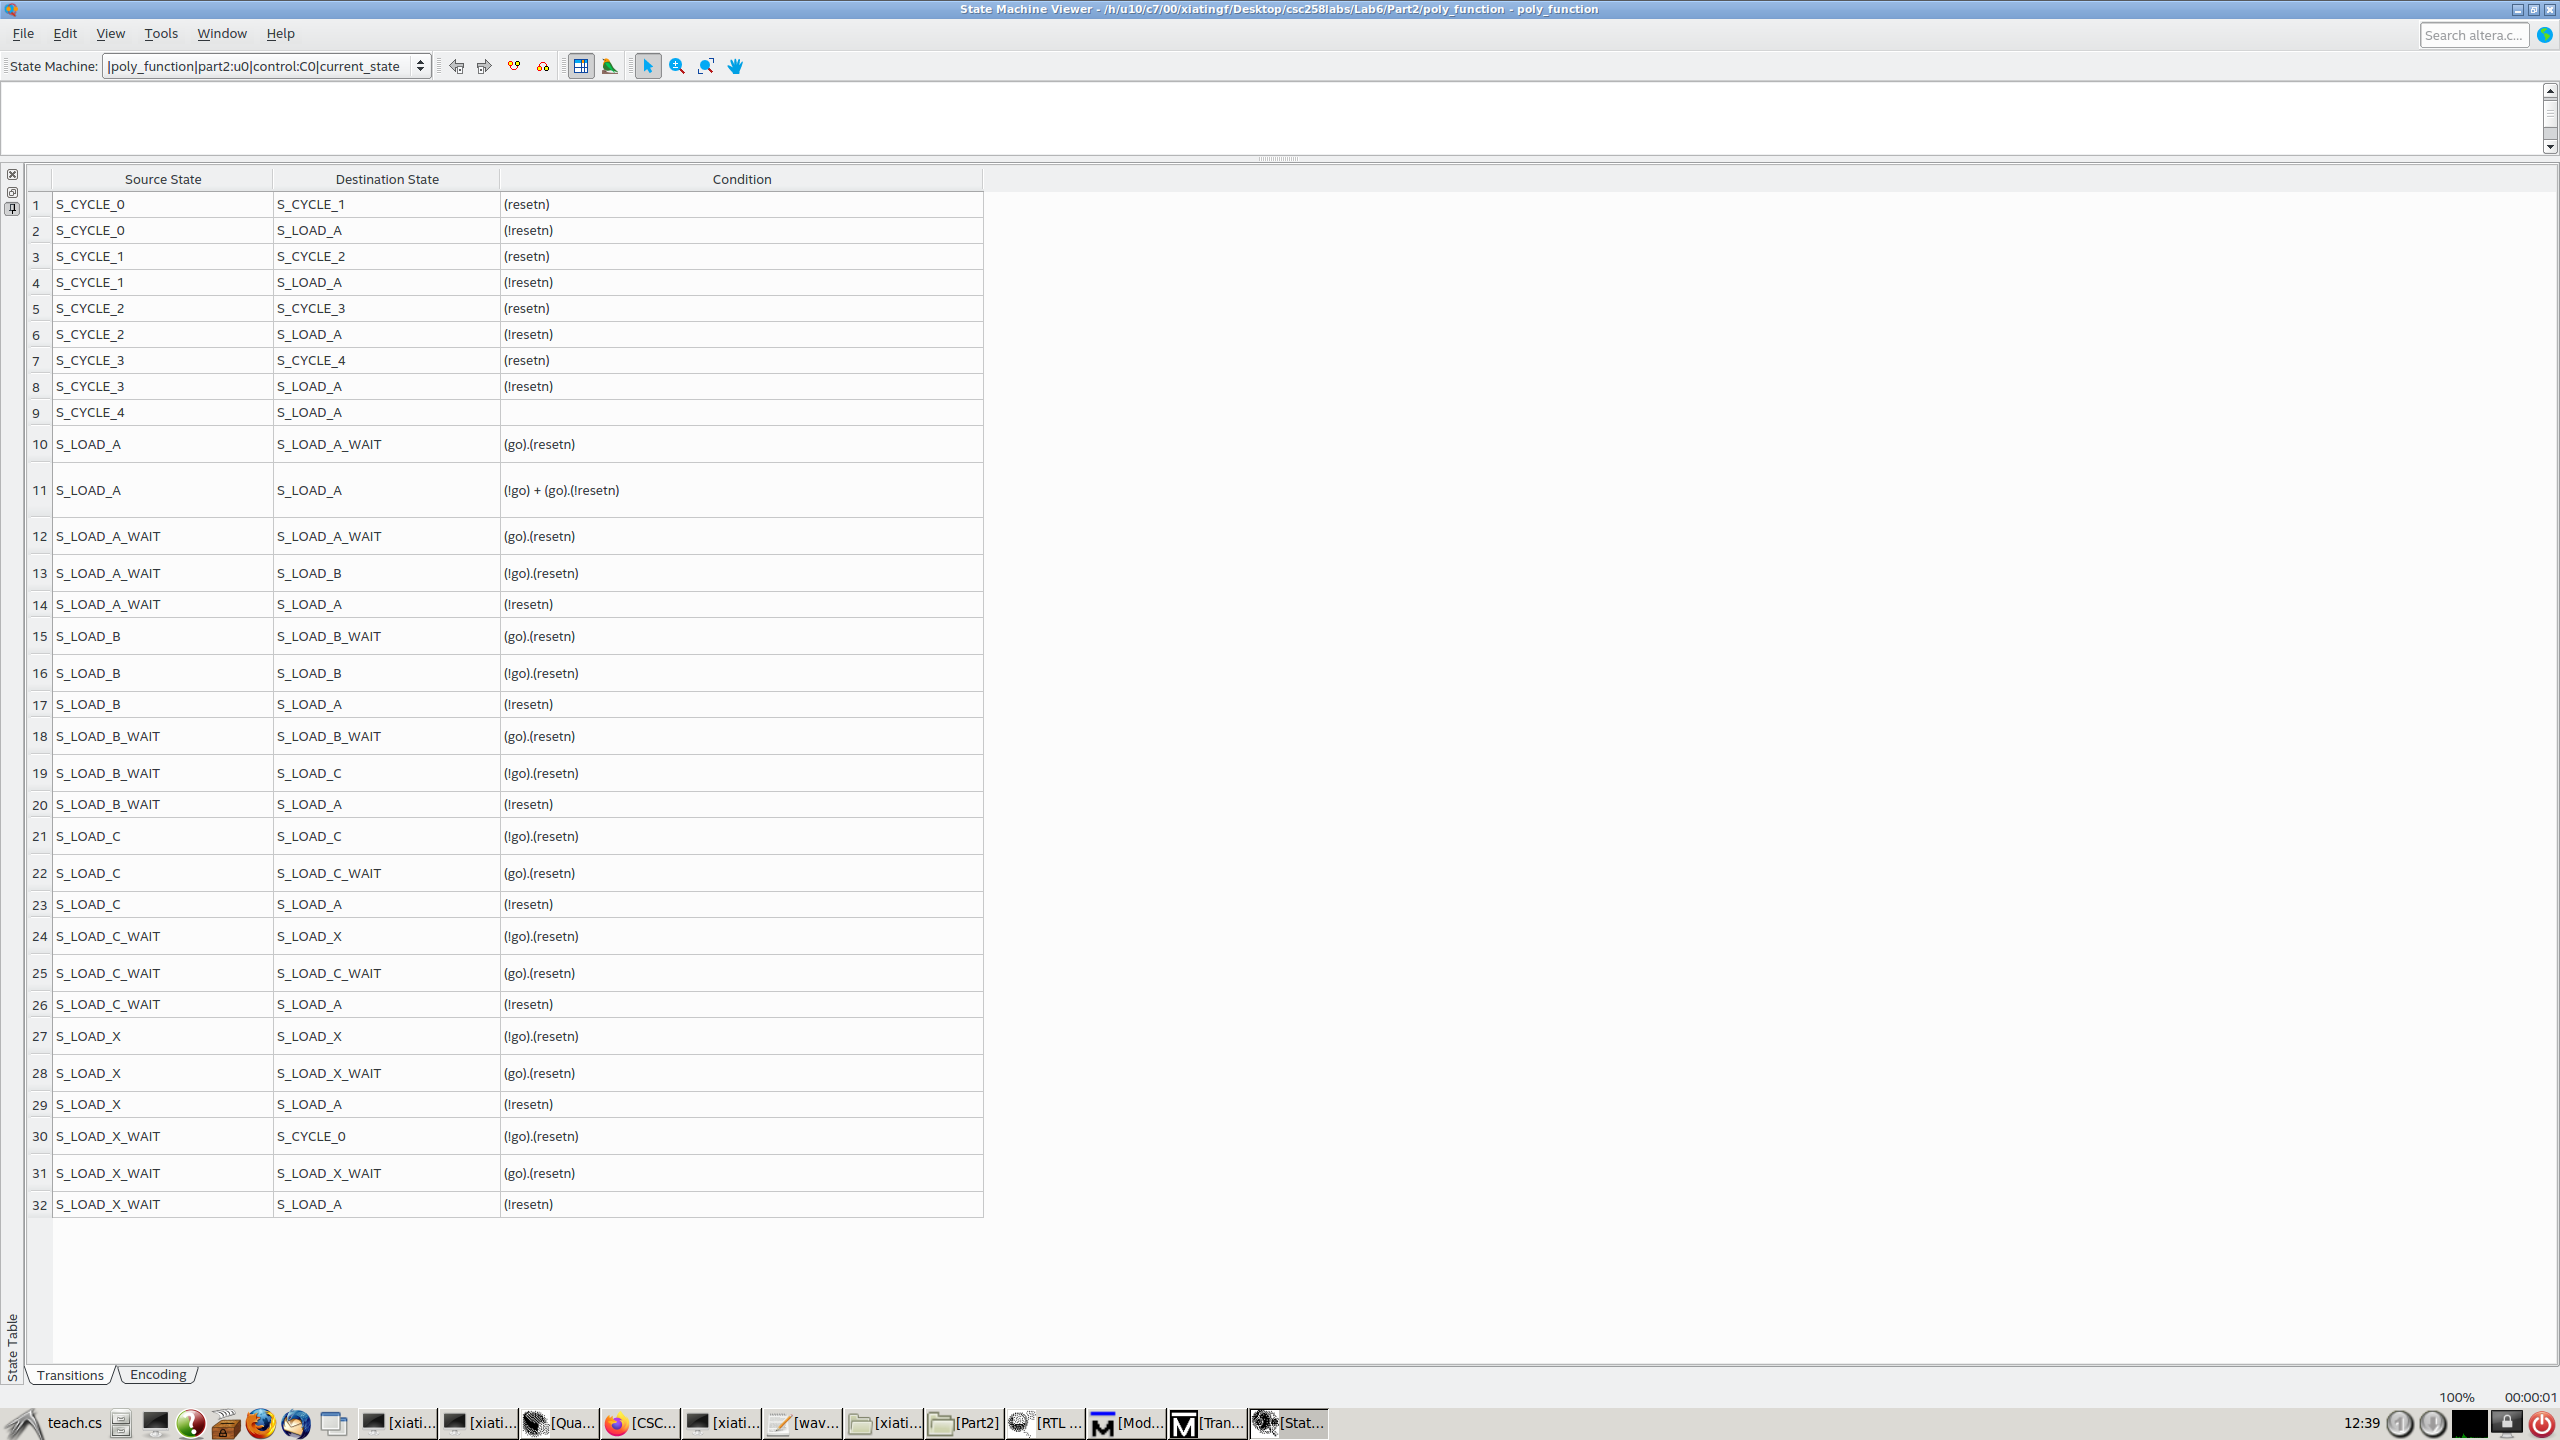 State Machine Viewer - /h/u10/c7/00/xiatingf/Desktop/csc258labs/Lab6/Part2/poly_function - poly_function
File Edit View Tools Window Help
Search altera.c...
State Machine: |poly_function|part2:u0|control:C0|current_state
Source State Destination State Condition
1 S_CYCLE_0 S_CYCLE_1 (resetn)
2 S_CYCLE_0 S_LOAD_A (!resetn)
3 S_CYCLE_1 S_CYCLE_2 (resetn)
4 S_CYCLE_1 S_LOAD_A (!resetn)
5 S_CYCLE_2 S_CYCLE_3 (resetn)
6 S_CYCLE_2 S_LOAD_A (!resetn)
7 S_CYCLE_3 S_CYCLE_4 (resetn)
8 S_CYCLE_3 S_LOAD_A (!resetn)
9 S_CYCLE_4 S_LOAD_A
10 S_LOAD_A S_LOAD_A_WAIT (go).(resetn)
11 S_LOAD_A S_LOAD_A (!go) + (go).(!resetn)
12 S_LOAD_A_WAIT S_LOAD_A_WAIT (go).(resetn)
13 S_LOAD_A_WAIT S_LOAD_B (!go).(resetn)
14 S_LOAD_A_WAIT S_LOAD_A (!resetn)
15 S_LOAD_B S_LOAD_B_WAIT (go).(resetn)
16 S_LOAD_B S_LOAD_B (!go).(resetn)
17 S_LOAD_B S_LOAD_A (!resetn)
18 S_LOAD_B_WAIT S_LOAD_B_WAIT (go).(resetn)
19 S_LOAD_B_WAIT S_LOAD_C (!go).(resetn)
20 S_LOAD_B_WAIT S_LOAD_A (!resetn)
21 S_LOAD_C S_LOAD_C (!go).(resetn)
22 S_LOAD_C S_LOAD_C_WAIT (go).(resetn)
23 S_LOAD_C S_LOAD_A (!resetn)
24 S_LOAD_C_WAIT S_LOAD_X (!go).(resetn)
25 S_LOAD_C_WAIT S_LOAD_C_WAIT (go).(resetn)
26 S_LOAD_C_WAIT S_LOAD_A (!resetn)
27 S_LOAD_X S_LOAD_X (!go).(resetn)
28 S_LOAD_X S_LOAD_X_WAIT (go).(resetn)
29 S_LOAD_X S_LOAD_A (!resetn)
30 S_LOAD_X_WAIT S_CYCLE_0 (!go).(resetn)
31 S_LOAD_X_WAIT S_LOAD_X_WAIT (go).(resetn)
32 S_LOAD_X_WAIT S_LOAD_A (!resetn)
State Table
Transitions Encoding
100% 00:00:01
teach.cs [xiati... [xiati... [Qua... [CSC... [xiati... [wav... [xiati... [Part2] [RTL ... [Mod... [Tran... [Stat... 12:39